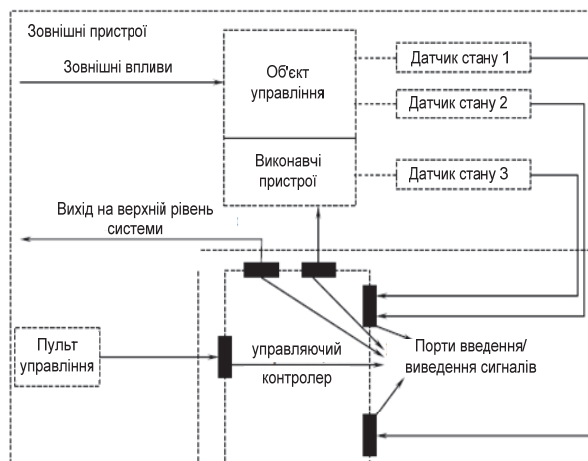 Зовнішні пристрої
Зовнішні впливи
Об'єкт
управління
Виконавчі
пристрої
Датчик стану 1
Датчик стану 2
Датчик стану 3
Вихід на верхній рівень
системи
Пульт
управління
управляючий
контролер
Порти введення/
виведення сигналів